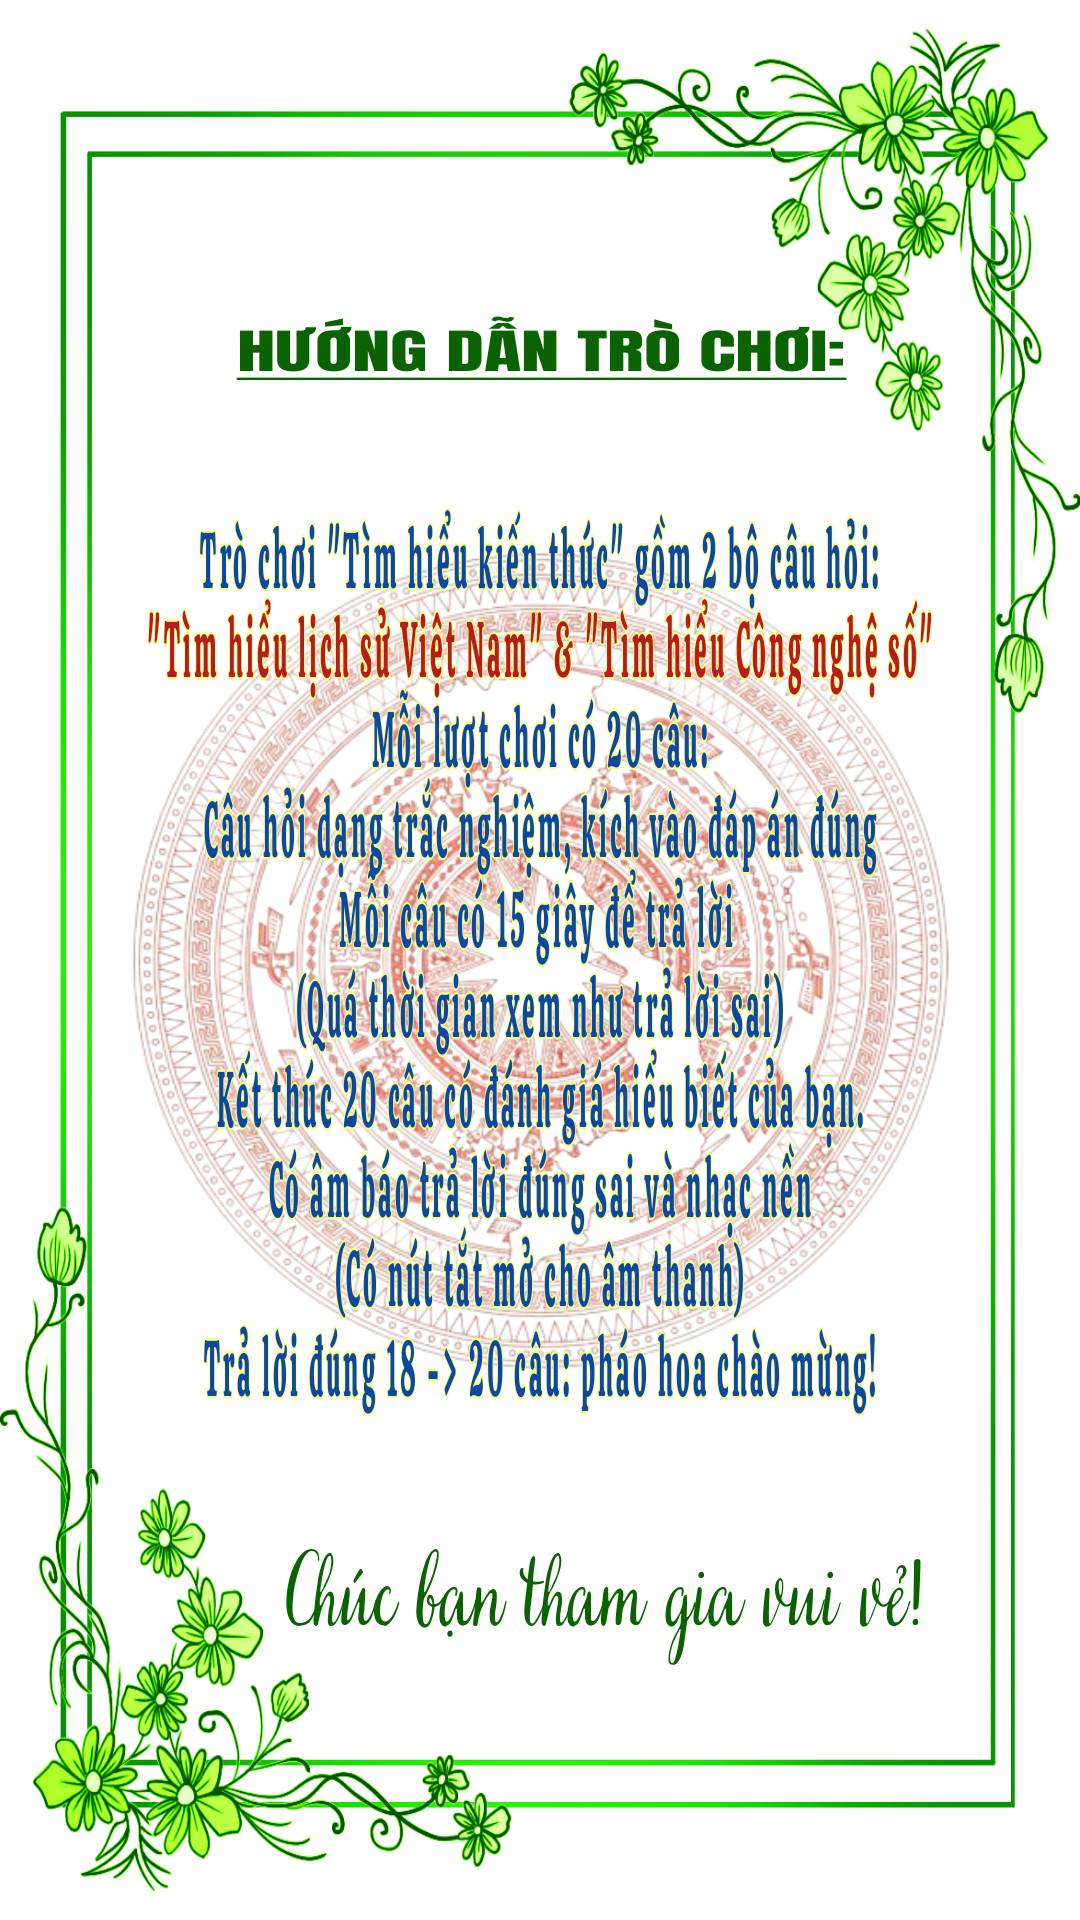 HƯỚNG DẪN TRÒ CHƠI:
Trò chơi "Tìm hiểu kiến thức" gồm 2 bộ câu hỏi:
"Tìm hiểu lịch sử Việt Nam" & "Tìm hiểu Công nghệ số"
Mỗi lượt chơi có 20 câu:
Câu hỏi dạng trắc nghiệm, kích vào đáp án đúng
Mỗi câu có 15 giây để trả lời
(Quá thời gian xem như trả lời sai)
Kết thúc 20 câu có đánh giá hiểu biết của bạn.
Có âm báo trả lời đúng sai và nhạc nền
(Có nút tắt mở cho âm thanh)
Trả lời đúng 18 -> 20 câu: pháo hoa chào mừng!
Chúc bạn tham gia vui vẻ!